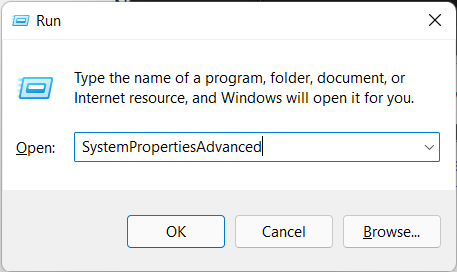 Run
Type the name of a program, folder, document, or
Internet resource, and Windows will open it for you.
Open: SystemPropertiesAdvanced
OK Cancel Browse...